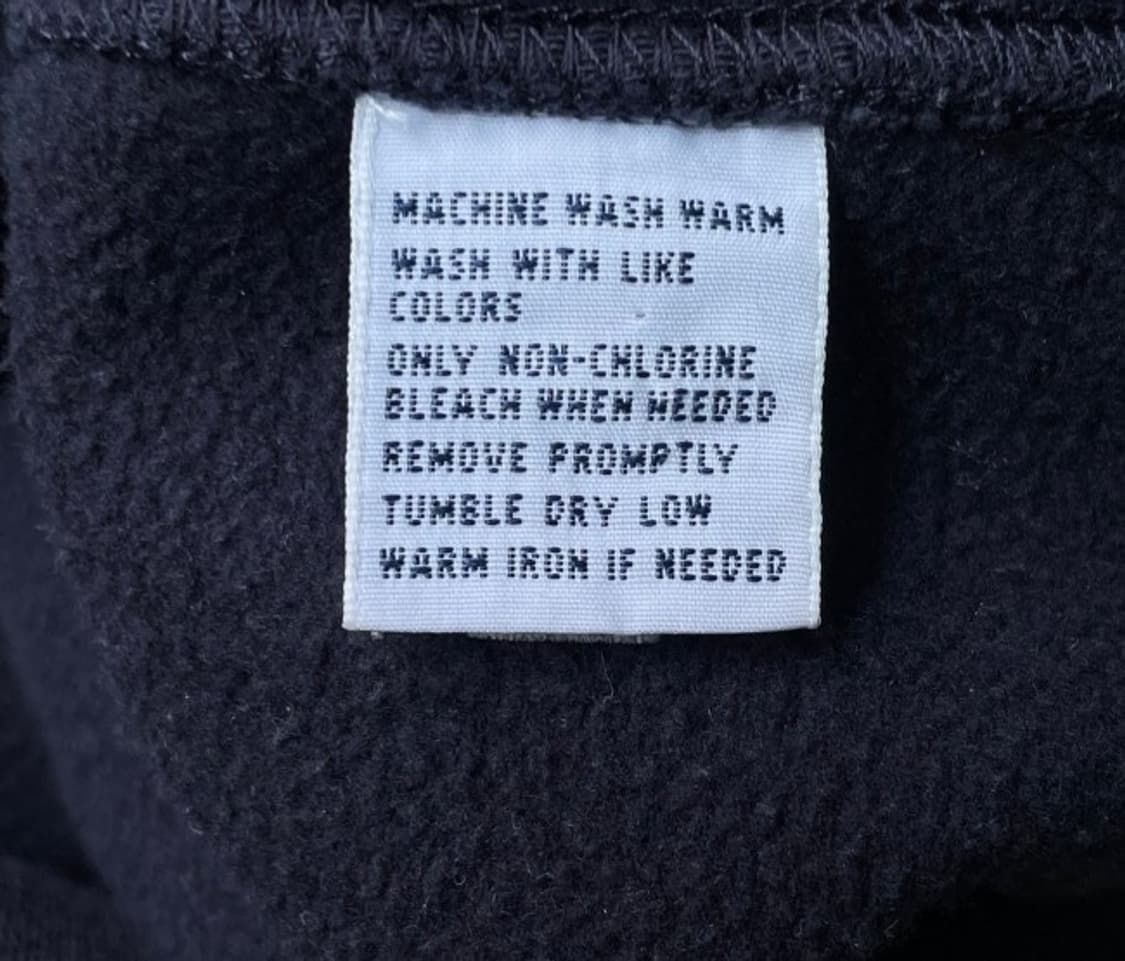 MACHINE WASH WARM
WASH WITH LIKE
COLORS
ONLY NON-CHLORINE
BLEACH WHEN NEEDED
REMOVE PROMPTLY
TUMBLE DRY LOW
WARM IRON IF NEEDED